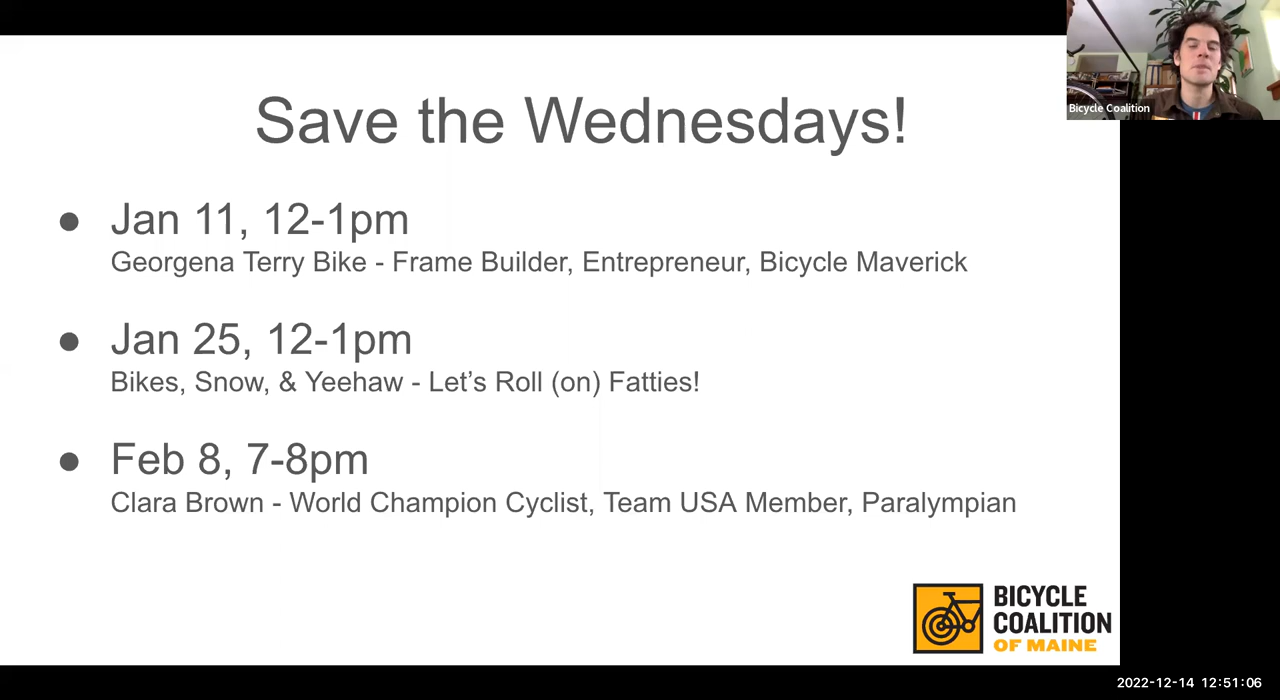 Save the Wednesdays!
● Jan 11, 12-1pm
Georgena Terry Bike - Frame Builder, Entrepreneur, Bicycle Maverick
● Jan 25, 12-1pm
Bikes, Snow, & Yeehaw - Let’s Roll (on) Fatties!
● Feb 8, 7-8pm
Clara Brown - World Champion Cyclist, Team USA Member, Paralympian
BICYCLE
COALITION
OF MAINE
Bicycle Coalition
2022-12-14 12:51:06